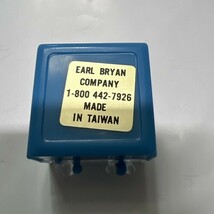 EARL BRYAN
COMPANY
1-800 442-7926
MADE
IN TAIWAN